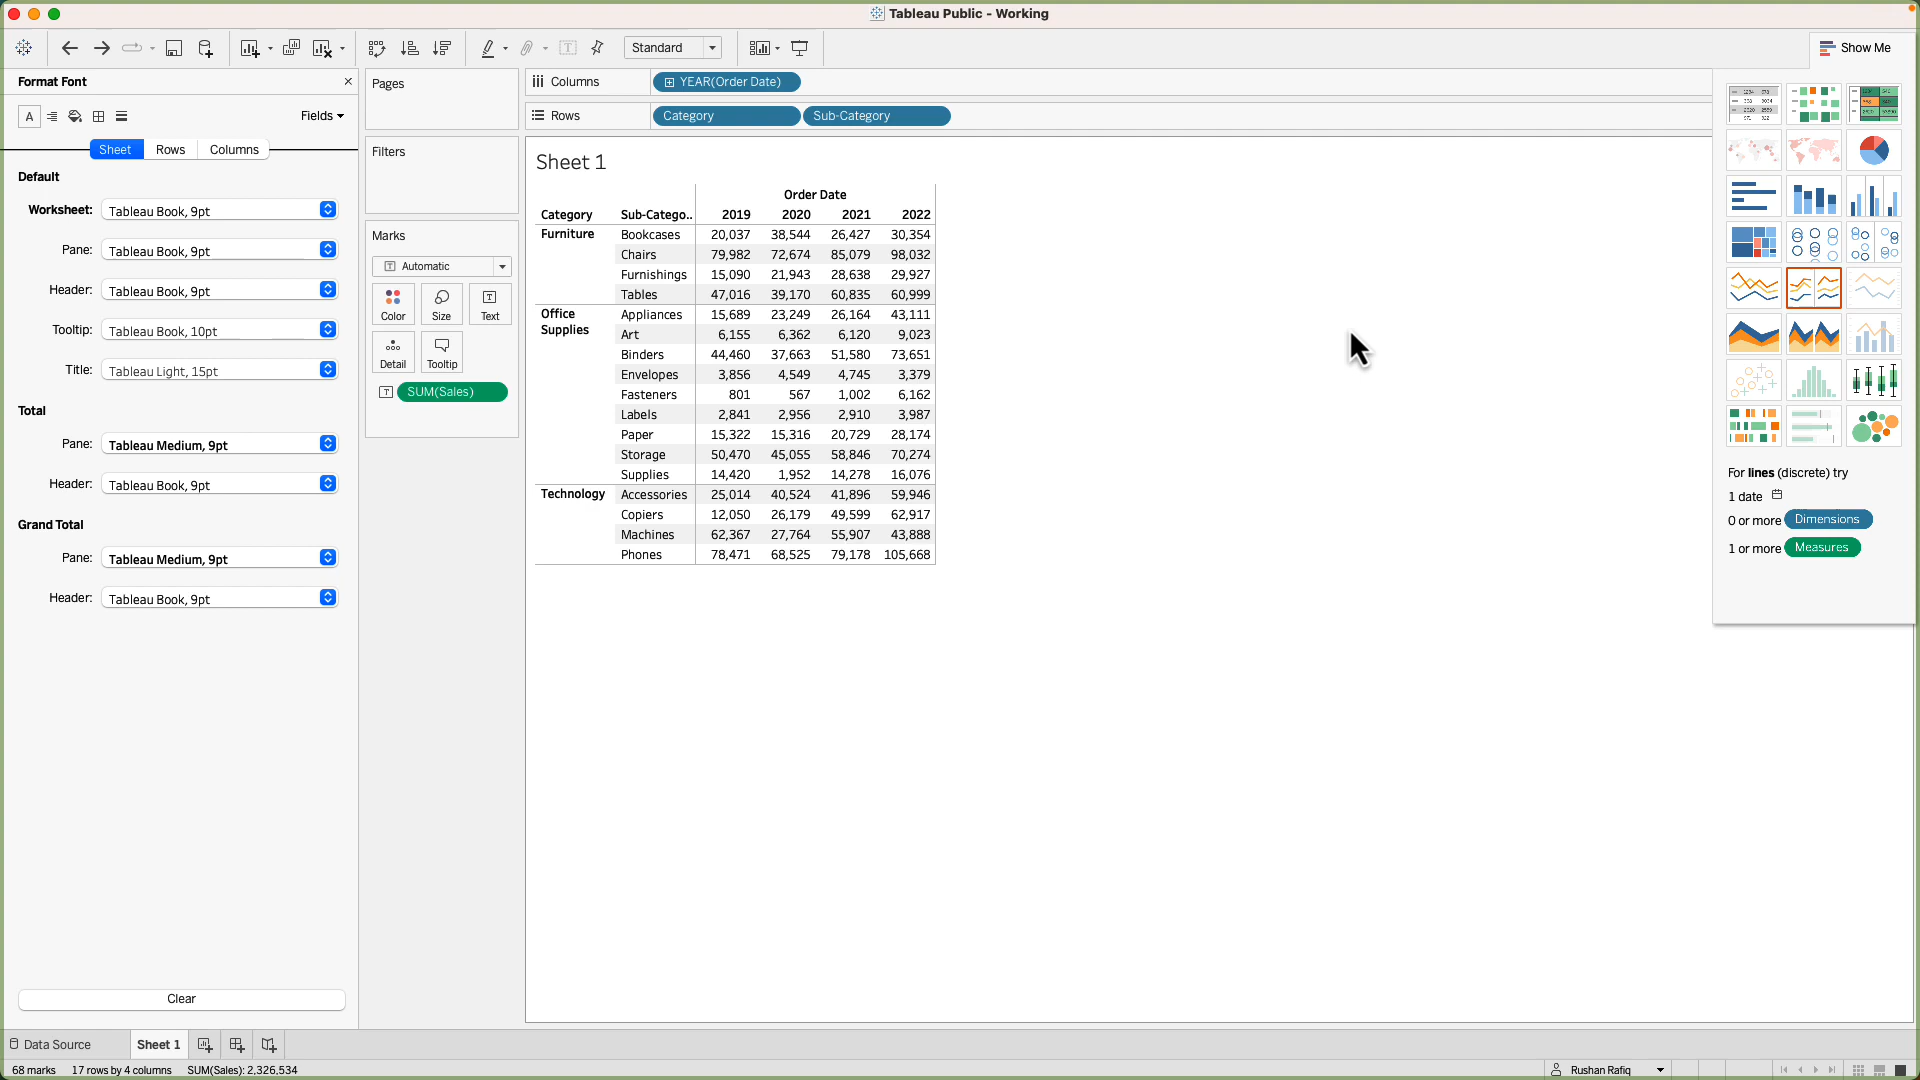 Tableau Public - Working
Standard
Show Me
Format Font
Fields
Sheet Rows Columns
Default
Worksheet: Tableau Book, 9pt
Pane: Tableau Book, 9pt
Header: Tableau Book, 9pt
Tooltip: Tableau Book, 10pt
Title: Tableau Light, 15pt
Total
Pane: Tableau Medium, 9pt
Header: Tableau Book, 9pt
Grand Total
Pane: Tableau Medium, 9pt
Header: Tableau Book, 9pt
Clear
Pages
Filters
Marks
Automatic
Color Size Text
Detail Tooltip
SUM(Sales)
Columns YEAR(Order Date)
Rows Category Sub-Category
Sheet 1
Order Date
Category Sub-Catego.. 2019 2020 2021 2022
Furniture Bookcases 20,037 38,544 26,427 30,354
Chairs 79,982 72,674 85,079 98,032
Furnishings 15,090 21,943 28,638 29,927
Tables 47,016 39,170 60,835 60,999
Office Supplies Appliances 15,689 23,249 26,164 43,111
Art 6,155 6,362 6,120 9,023
Binders 44,460 37,663 51,580 73,651
Envelopes 3,856 4,549 4,745 3,379
Fasteners 801 567 1,002 6,162
Labels 2,841 2,956 2,910 3,987
Paper 15,322 15,316 20,729 28,174
Storage 50,470 45,055 58,846 70,274
Supplies 14,420 1,952 14,278 16,076
Technology Accessories 25,014 40,524 41,896 59,946
Copiers 12,050 26,179 49,599 62,917
Machines 62,367 27,764 55,907 43,888
Phones 78,471 68,525 79,178 105,668
For lines (discrete) try
1 date
0 or more Dimensions
1 or more Measures
Data Source Sheet 1
68 marks 17 rows by 4 columns SUM(Sales): 2,326,534
Rushan Rafiq